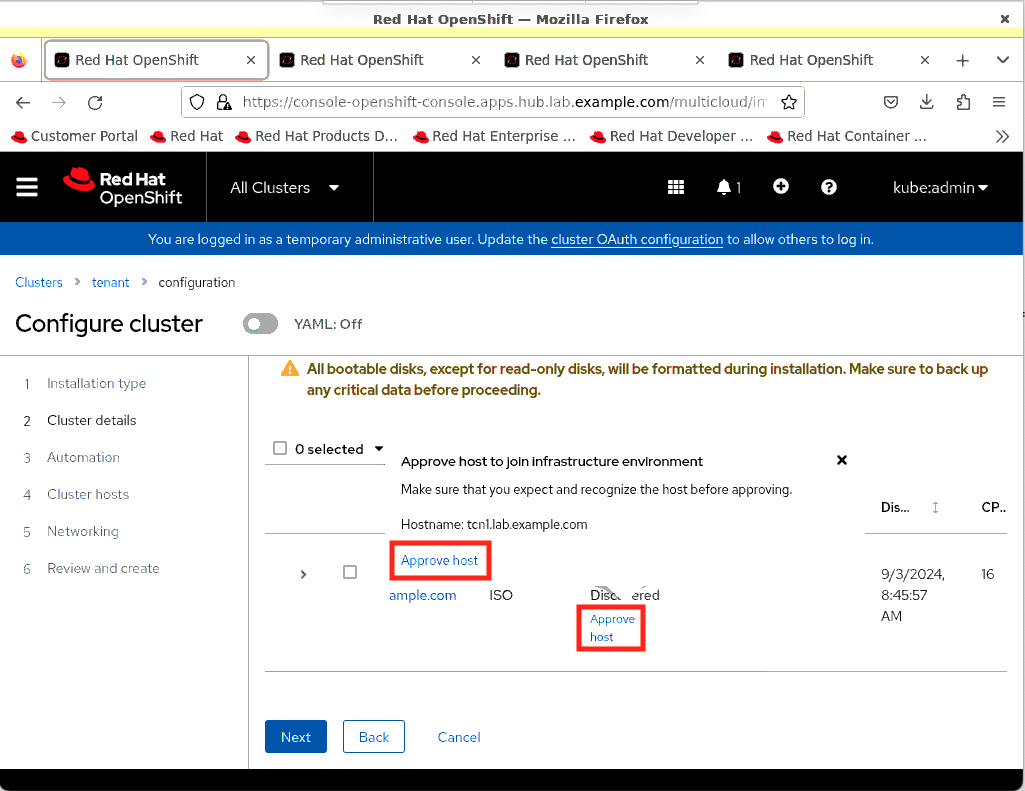 Red Hat OpenShift — Mozilla Firefox
Red Hat OpenShift
Red Hat OpenShift
Red Hat OpenShift
Red Hat OpenShift
https://console-openshift-console.apps.hub.lab.example.com/multicloud/in
Customer Portal
Red Hat
Red Hat Products D...
Red Hat Enterprise ...
Red Hat Developer ...
Red Hat Container ...
Red Hat
OpenShift
All Clusters
1
kube:admin
You are logged in as a temporary administrative user. Update the cluster OAuth configuration to allow others to log in.
Clusters
tenant
configuration
Configure cluster
YAML: Off
1 Installation type
2 Cluster details
3 Automation
4 Cluster hosts
5 Networking
6 Review and create
All bootable disks, except for read-only disks, will be formatted during installation. Make sure to back up
any critical data before proceeding.
0 selected
Approve host to join infrastructure environment
Make sure that you expect and recognize the host before approving.
Hostname: tcn1.lab.example.com
Approve host
Dis...
CP..
ample.com
ISO
Approve
host
9/3/2024,
8:45:57
AM
16
Next
Back
Cancel